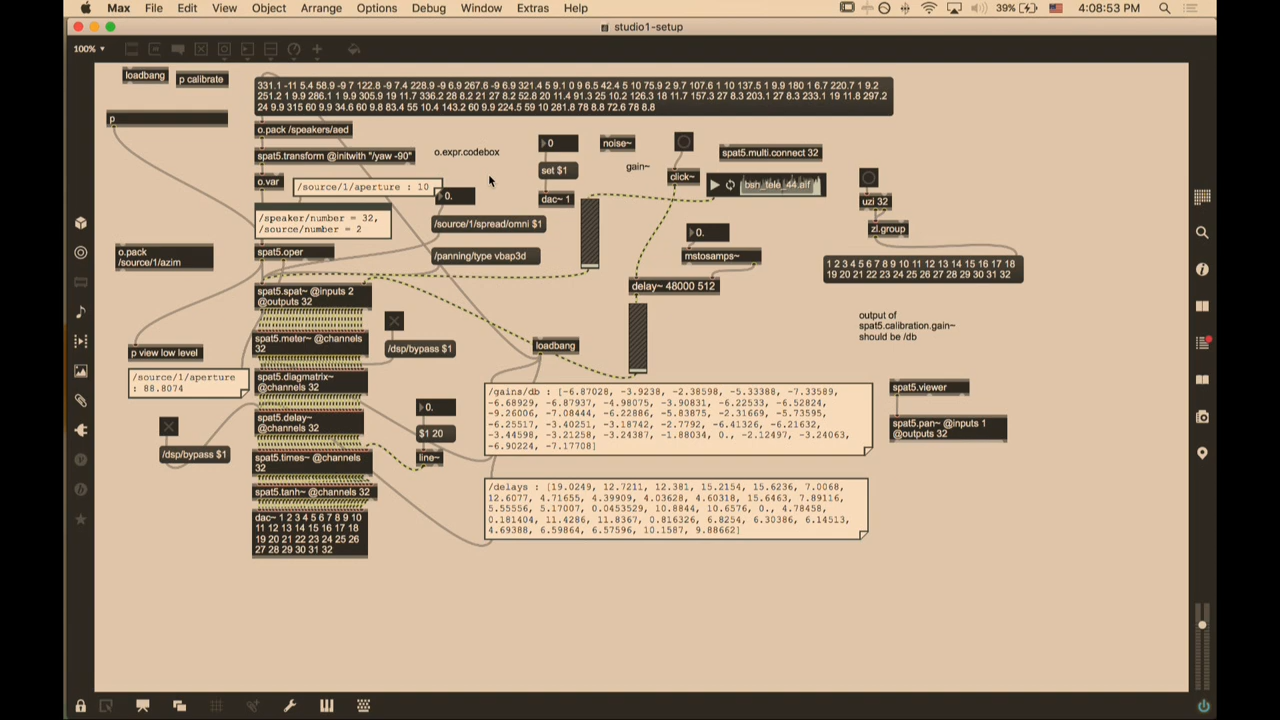 Max File Edit View Object Arrange Options Debug Window Extras Help 39% 4:08:53 PM
studio1-setup
100%
loadbang
p calibrate
331.1 -11 5.4 58.9 -9 7 122.8 -9 7.4 228.9 -9 6.9 267.6 -9 6.9 321.4 5 9.1 0 9 6.5 42.4 5 10 75.9 2 9.7 107.6 1 10 137.5 1 9.9 180 1 6.7 220.7 1 9.2
251.2 1 9.9 286.1 1 9.9 305.9 19 11.7 336.2 28 8.2 21 27 8.2 52.8 20 11.4 91.3 25 10.2 126.3 18 11.7 157.3 27 8.3 203.1 27 8.3 233.1 19 11.8 297.2
24 9.9 315 60 9.9 34.6 60 9.8 83.4 55 10.4 143.2 60 9.9 224.5 59 10 281.8 78 8.8 72.6 78 8.8
p
o.pack /speakers/aed
spat5.transform @initwith "/yaw -90"
o.expr.codebox
o.var
/source/1/aperture : 10
0.
/speaker/number = 32,
/source/number = 2
/source/1/spread/omni $1
o.pack
/source/1/azim
spat5.oper
/panning/type vbap3d
0
set $1
dac~ 1
noise~
gain~
click~
spat5.multi.connect 32
bsh_tele_44.aif
0.
mstosamps~
delay~ 48000 512
uzi 32
zl.group
1 2 3 4 5 6 7 8 9 10 11 12 13 14 15 16 17 18
19 20 21 22 23 24 25 26 27 28 29 30 31 32
output of
spat5.calibration.gain~
should be /db
spat5.spat~ @inputs 2
@outputs 32
spat5.meter~ @channels
32
/dsp/bypass $1
loadbang
p view low level
/source/1/aperture
: 88.8074
spat5.diagmatrix~
@channels 32
spat5.delay~
@channels 32
0.
$1 20
line~
/dsp/bypass $1
spat5.times~ @channels
32
spat5.tanh~ @channels 32
dac~ 1 2 3 4 5 6 7 8 9 10
11 12 13 14 15 16 17 18
19 20 21 22 23 24 25 26
27 28 29 30 31 32
/gains/db : [-6.87028, -3.9238, -2.38598, -5.33388, -7.33589,
-6.68929, -6.87937, -4.98075, -3.90831, -6.22533, -6.52824,
-9.26006, -7.08444, -6.22886, -5.83875, -2.31669, -5.73595,
-6.25517, -3.40251, -3.18742, -2.7792, -6.41326, -6.21632,
-3.44598, -3.21258, -3.24387, -1.88034, 0., -2.12497, -3.24063,
-6.90224, -7.17708]
/delays : [19.0249, 12.7211, 12.381, 15.2154, 15.6236, 7.0068,
12.6077, 4.71655, 4.39909, 4.03628, 4.60318, 15.6463, 7.89116,
5.55556, 5.17007, 0.0453529, 10.8844, 10.6576, 0., 4.78458,
0.181404, 11.4286, 11.8367, 0.816326, 6.8254, 6.30386, 6.14513,
4.69388, 6.59864, 6.57596, 10.1587, 9.88662]
spat5.viewer
spat5.pan~ @inputs 1
@outputs 32